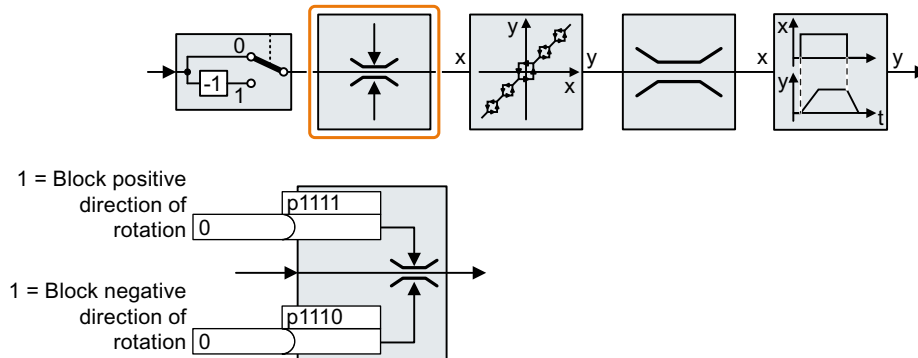 0
-1
1
x
y
x
y
x
y
x
y
t
1 = Block positive
direction of
rotation
p1111
0
1 = Block negative
direction of
rotation
p1110
0